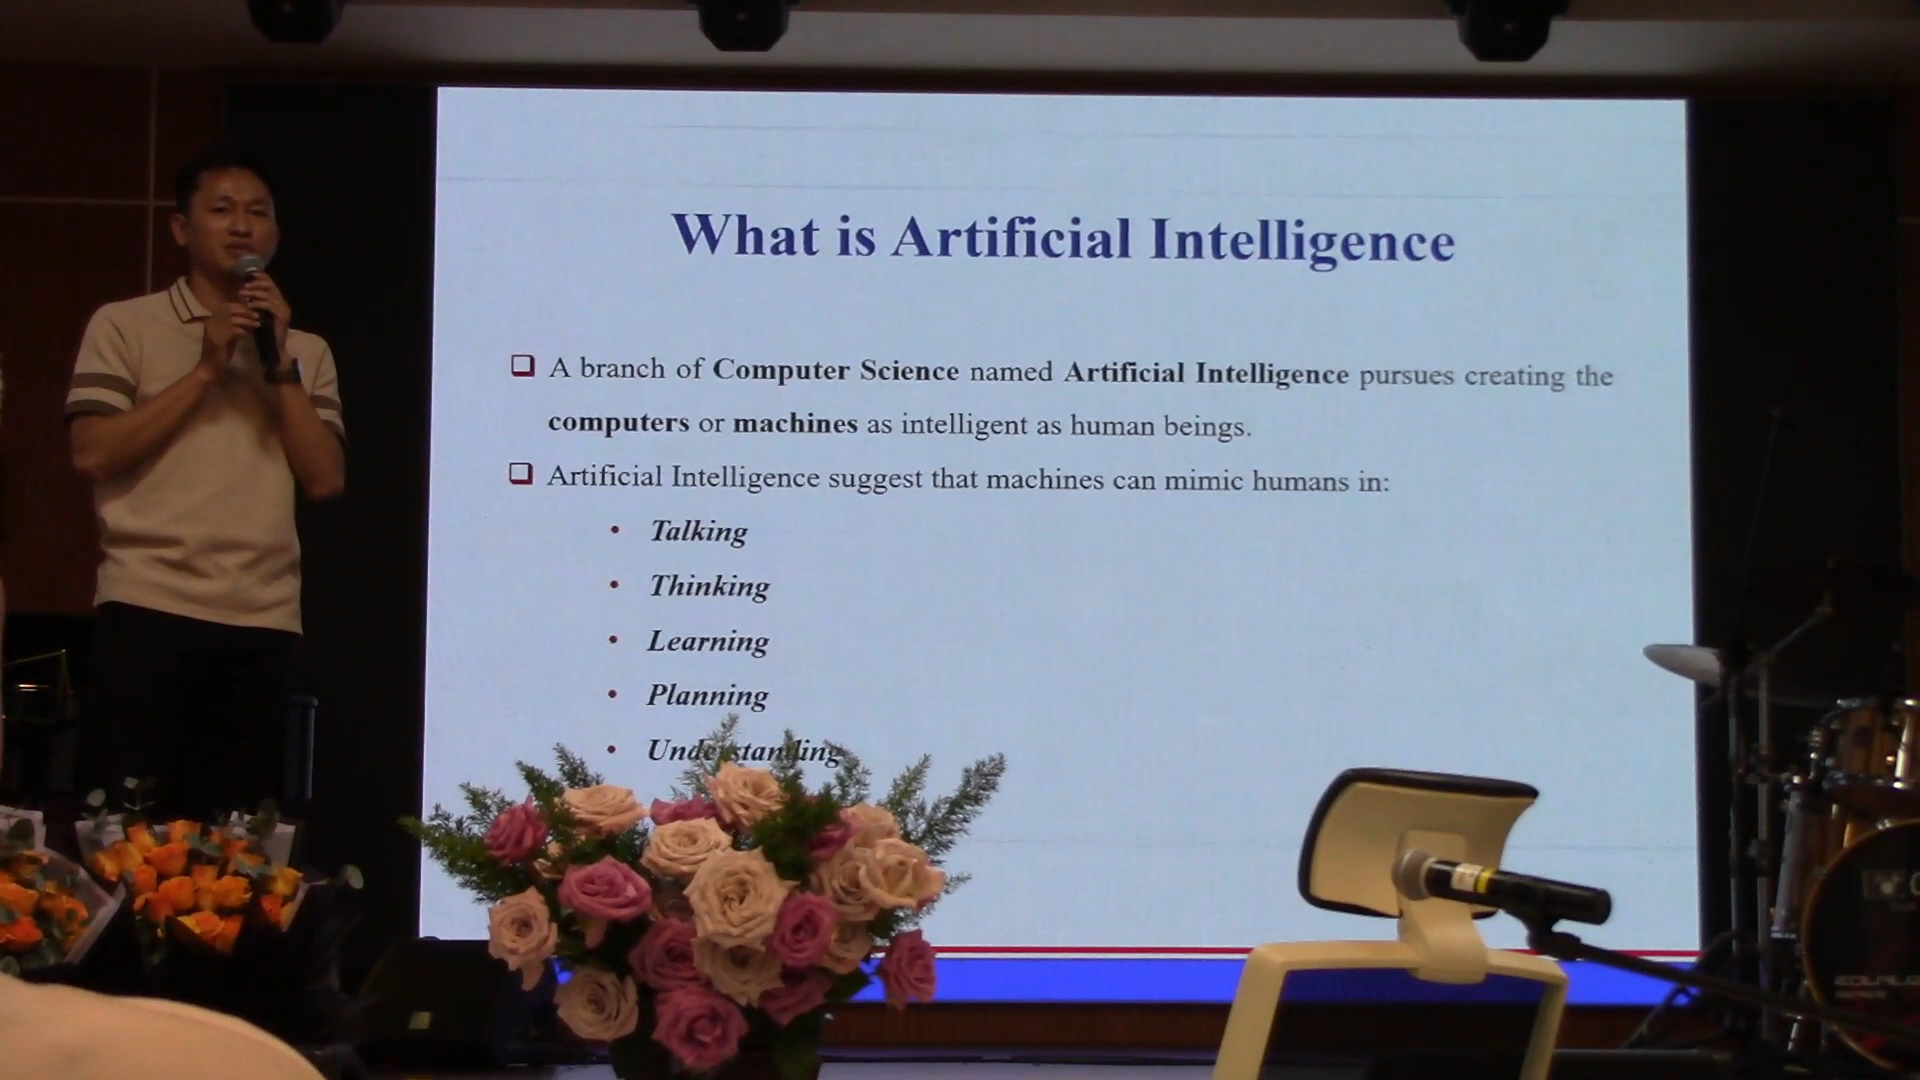 What is Artificial Intelligence
❑ A branch of Computer Science named Artificial Intelligence pursues creating the
computers or machines as intelligent as human beings.
❑ Artificial Intelligence suggest that machines can mimic humans in:
• Talking
• Thinking
• Learning
• Planning
• Understanding